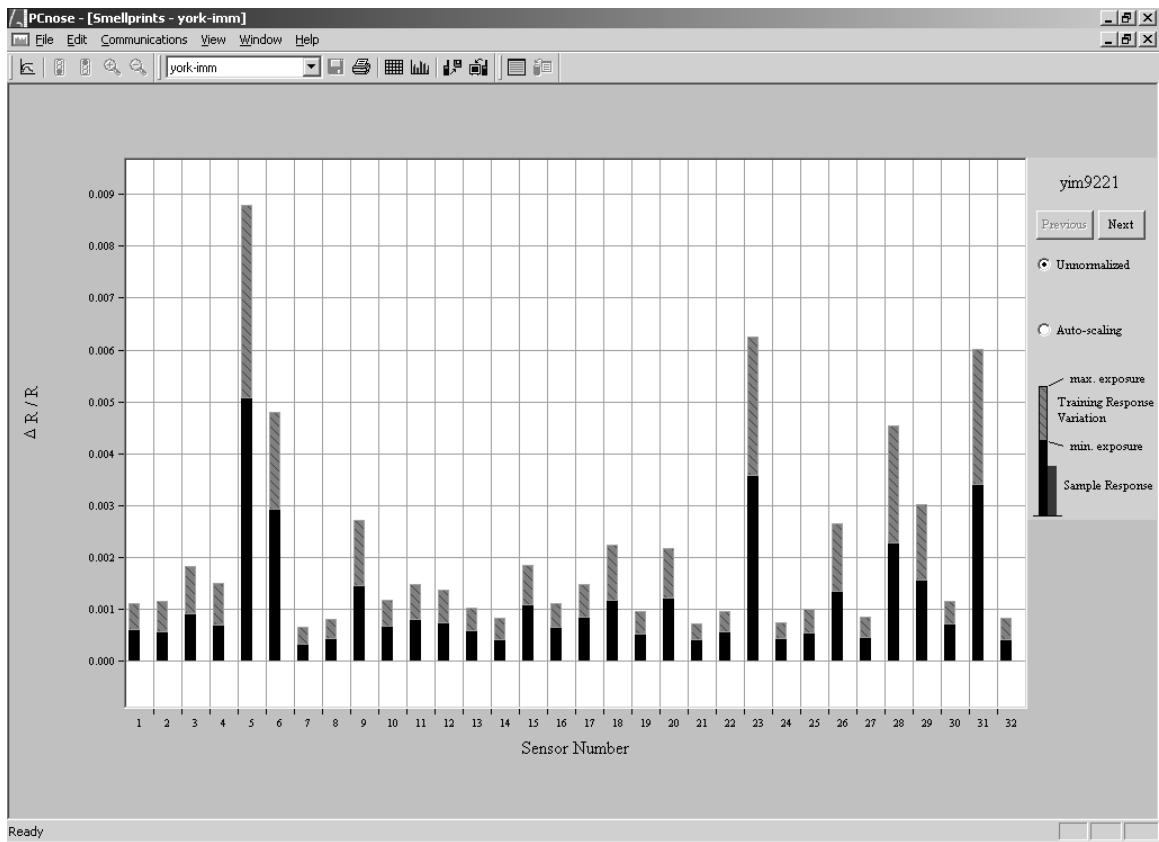 PCnose - [Smellprints - york-imm]
File Edit Communications View Window Help
york-imm
yim9221
Previous Next
Unnormalized
Auto-scaling
max. exposure
Training Response
Variation
min. exposure
Sample Response
Δ R / R
0.009
0.008
0.007
0.006
0.005
0.004
0.003
0.002
0.001
0.000
1 2 3 4 5 6 7 8 9 10 11 12 13 14 15 16 17 18 19 20 21 22 23 24 25 26 27 28 29 30 31 32
Sensor Number
Ready